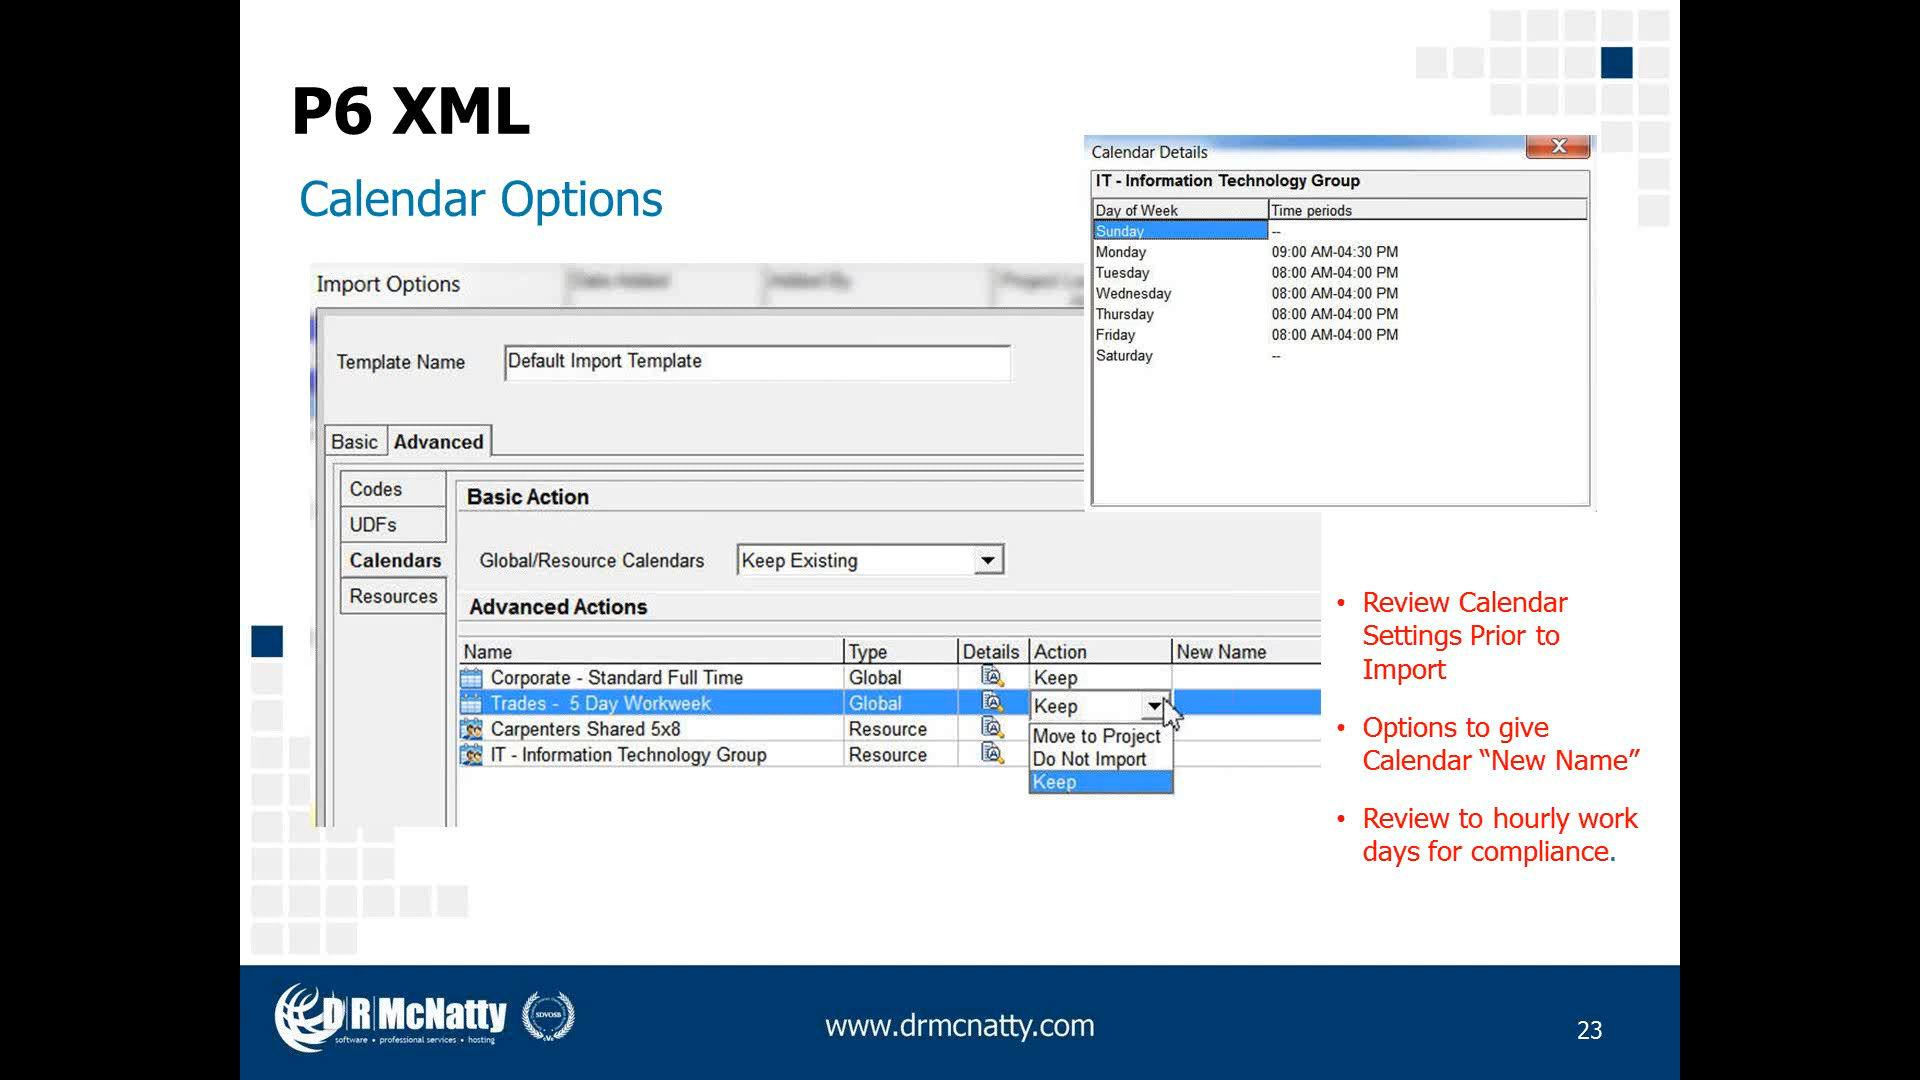 P6 XML
Calendar Options
Calendar Details
X
IT - Information Technology Group
Day of Week Time periods
Sunday --
Monday 09:00 AM-04:30 PM
Tuesday 08:00 AM-04:00 PM
Wednesday 08:00 AM-04:00 PM
Thursday 08:00 AM-04:00 PM
Friday 08:00 AM-04:00 PM
Saturday --
Import Options
Template Name Default Import Template
Basic Advanced
Codes
UDFs
Calendars
Resources
Basic Action
Global/Resource Calendars Keep Existing
Advanced Actions
Name Type Details Action New Name
Corporate - Standard Full Time Global Keep
Trades - 5 Day Workweek Global Keep
Carpenters Shared 5x8 Resource
IT - Information Technology Group Resource
Move to Project
Do Not Import
Keep
• Review Calendar
Settings Prior to
Import
• Options to give
Calendar “New Name”
• Review to hourly work
days for compliance.
D|R|McNatty
software • professional services • hosting
SDVOSB
www.drmcnatty.com
23